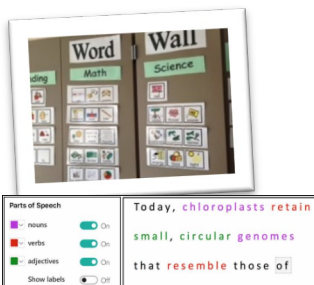 Word Wall
ding Math Science
Parts of Speech
nouns On
verbs On
adjectives On
Show labels Off
Today, chloroplasts retain
small, circular genomes
that resemble those of